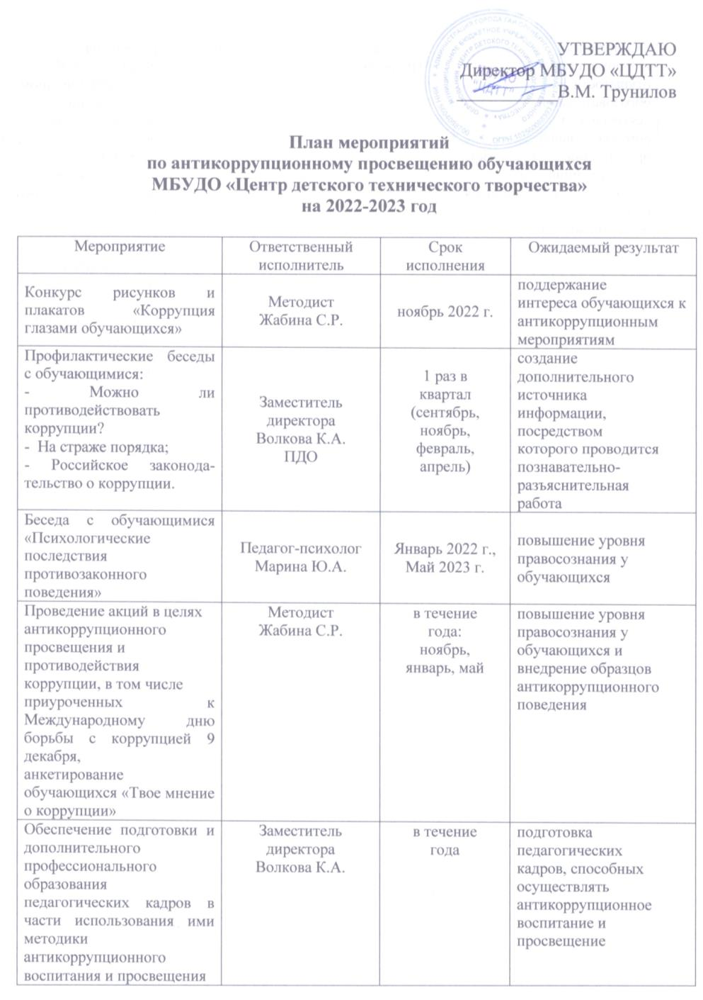 УТВЕРЖДАЮ
Директор МБУДО «ЦДТТ»
В.М. Трунилов
МБУДО
"ЦДТТ"
План мероприятий
по антикоррупционному просвещению обучающихся
МБУДО «Центр детского технического творчества»
на 2022-2023 год
Мероприятие
Ответственный
исполнитель
Срок
исполнения
Ожидаемый результат
Конкурс рисунков и
плакатов «Коррупция
глазами обучающихся»
Методист
Жабина С.Р.
ноябрь 2022 г.
поддержание
интереса обучающихся к
антикоррупционным
мероприятиям
Профилактические беседы
с обучающимися:
- Можно ли
противодействовать
коррупции?
- На страже порядка;
- Российское законода-
тельство о коррупции.
Заместитель
директора
Волкова К.А.
ПДО
1 раз в
квартал
(сентябрь,
ноябрь,
февраль,
апрель)
создание
дополнительного
источника
информации,
посредством
которого проводится
познавательно-
разъяснительная
работа
Беседа с обучающимися
«Психологические
последствия
противозаконного
поведения»
Педагог-психолог
Марина Ю.А.
Январь 2022 г.,
Май 2023 г.
повышение уровня
правосознания у
обучающихся
Проведение акций в целях
антикоррупционного
просвещения и
противодействия
коррупции, в том числе
приуроченных к
Международному дню
борьбы с коррупцией 9
декабря,
анкетирование
обучающихся «Твое мнение
о коррупции»
Методист
Жабина С.Р.
в течение
года:
ноябрь,
январь, май
повышение уровня
правосознания у
обучающихся и
внедрение образцов
антикоррупционного
поведения
Обеспечение подготовки и
дополнительного
профессионального
образования
педагогических кадров в
части использования ими
методики
антикоррупционного
воспитания и просвещения
Заместитель
директора
Волкова К.А.
в течение
года
подготовка
педагогических
кадров, способных
осуществлять
антикоррупционное
воспитание и
просвещение